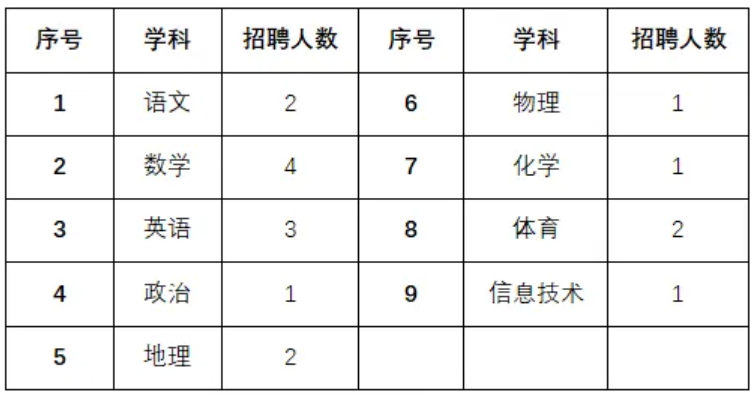 序号 学科 招聘人数 序号 学科 招聘人数
1 语文 2 6 物理 1
2 数学 4 7 化学 1
3 英语 3 8 体育 2
4 政治 1 9 信息技术 1
5 地理 2